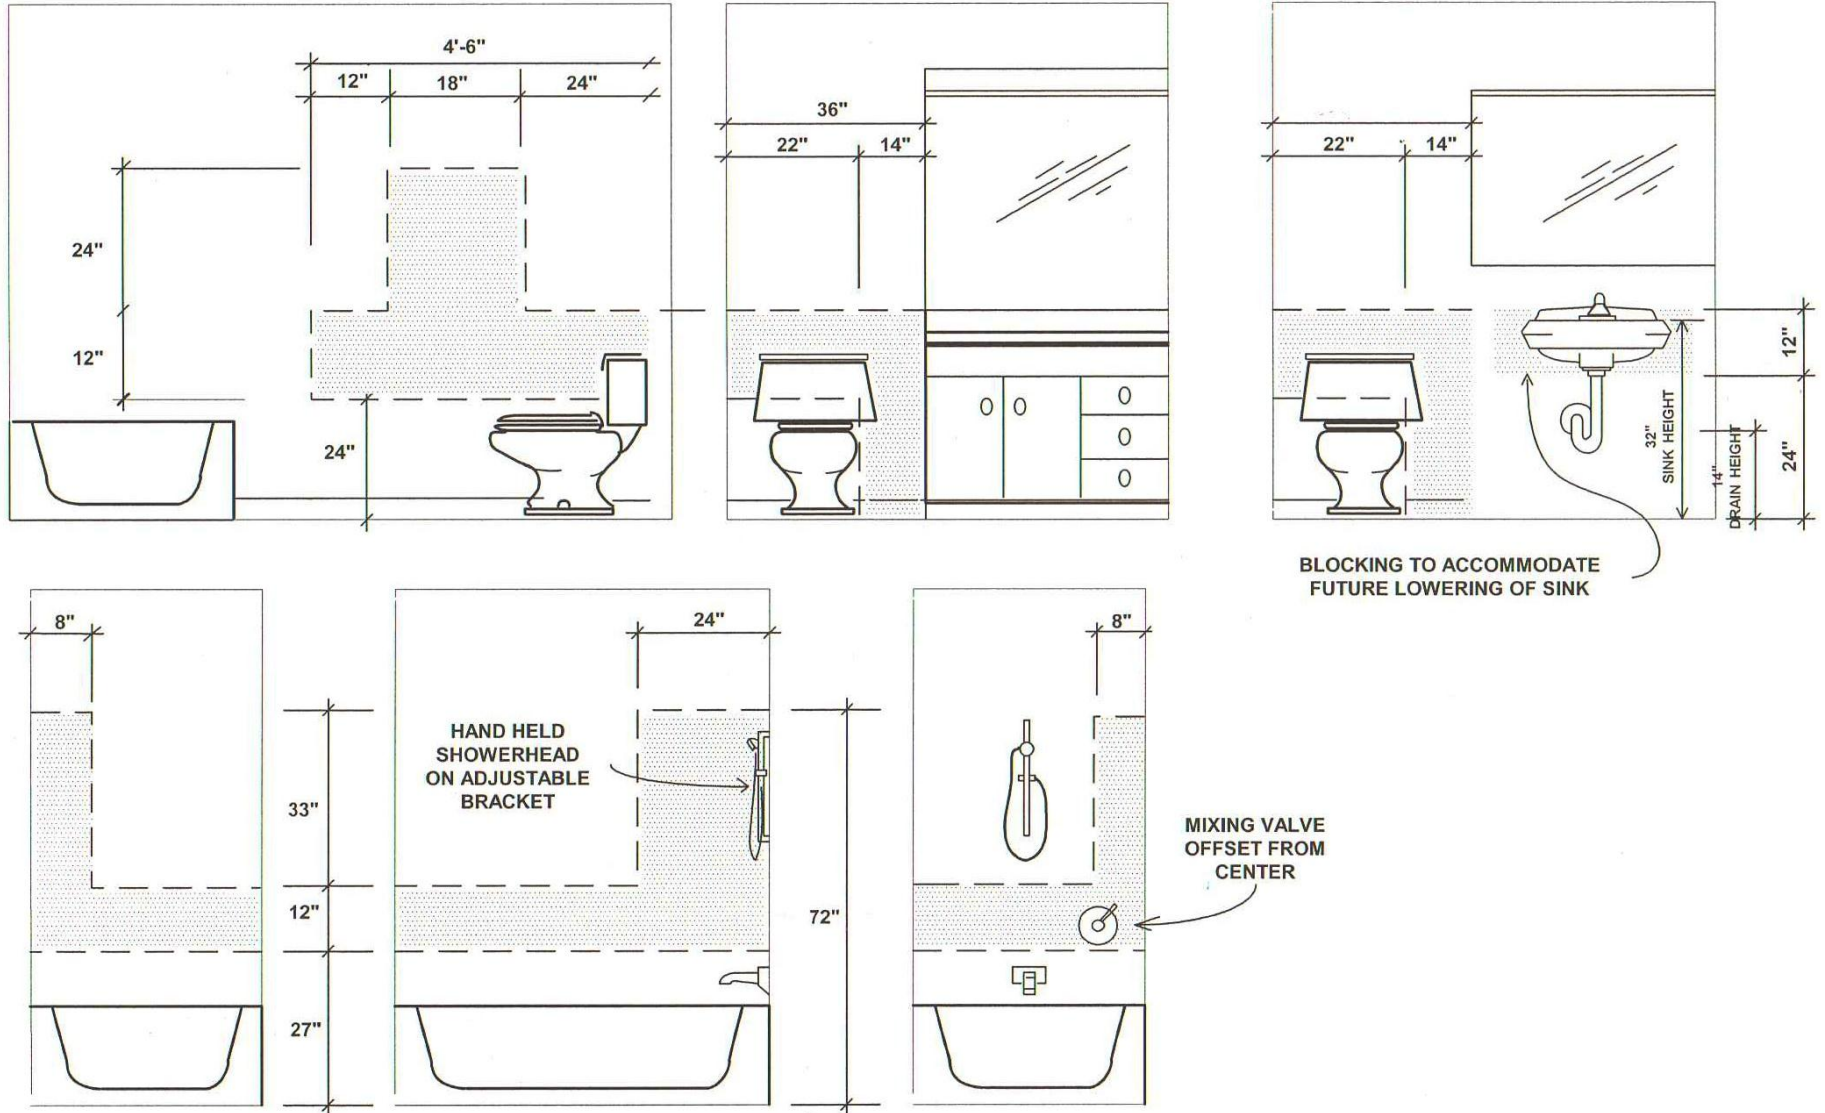 4'-6"
12" 18" 24"
24"
12"
24"
36"
22" 14"
22" 14"
12"
24"
32"
SINK HEIGHT
14"
DRAIN HEIGHT
BLOCKING TO ACCOMMODATE
FUTURE LOWERING OF SINK
8"
33"
12"
27"
24"
HAND HELD
SHOWERHEAD
ON ADJUSTABLE
BRACKET
72"
8"
MIXING VALVE
OFFSET FROM
CENTER